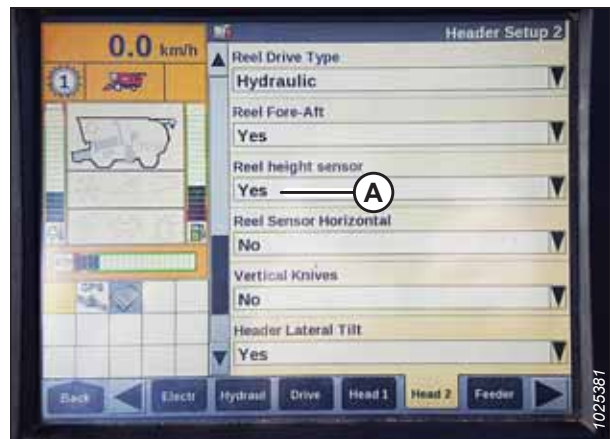 0.0 km/h
Header Setup 2
1
Reel Drive Type
Hydraulic
Reel Fore-Aft
Yes
Reel height sensor
Yes
A
Reel Sensor Horizontal
No
Vertical Knives
No
Header Lateral Tilt
Yes
Back
Electr
Hydraul
Drive
Head 1
Head 2
Feeder
1025381